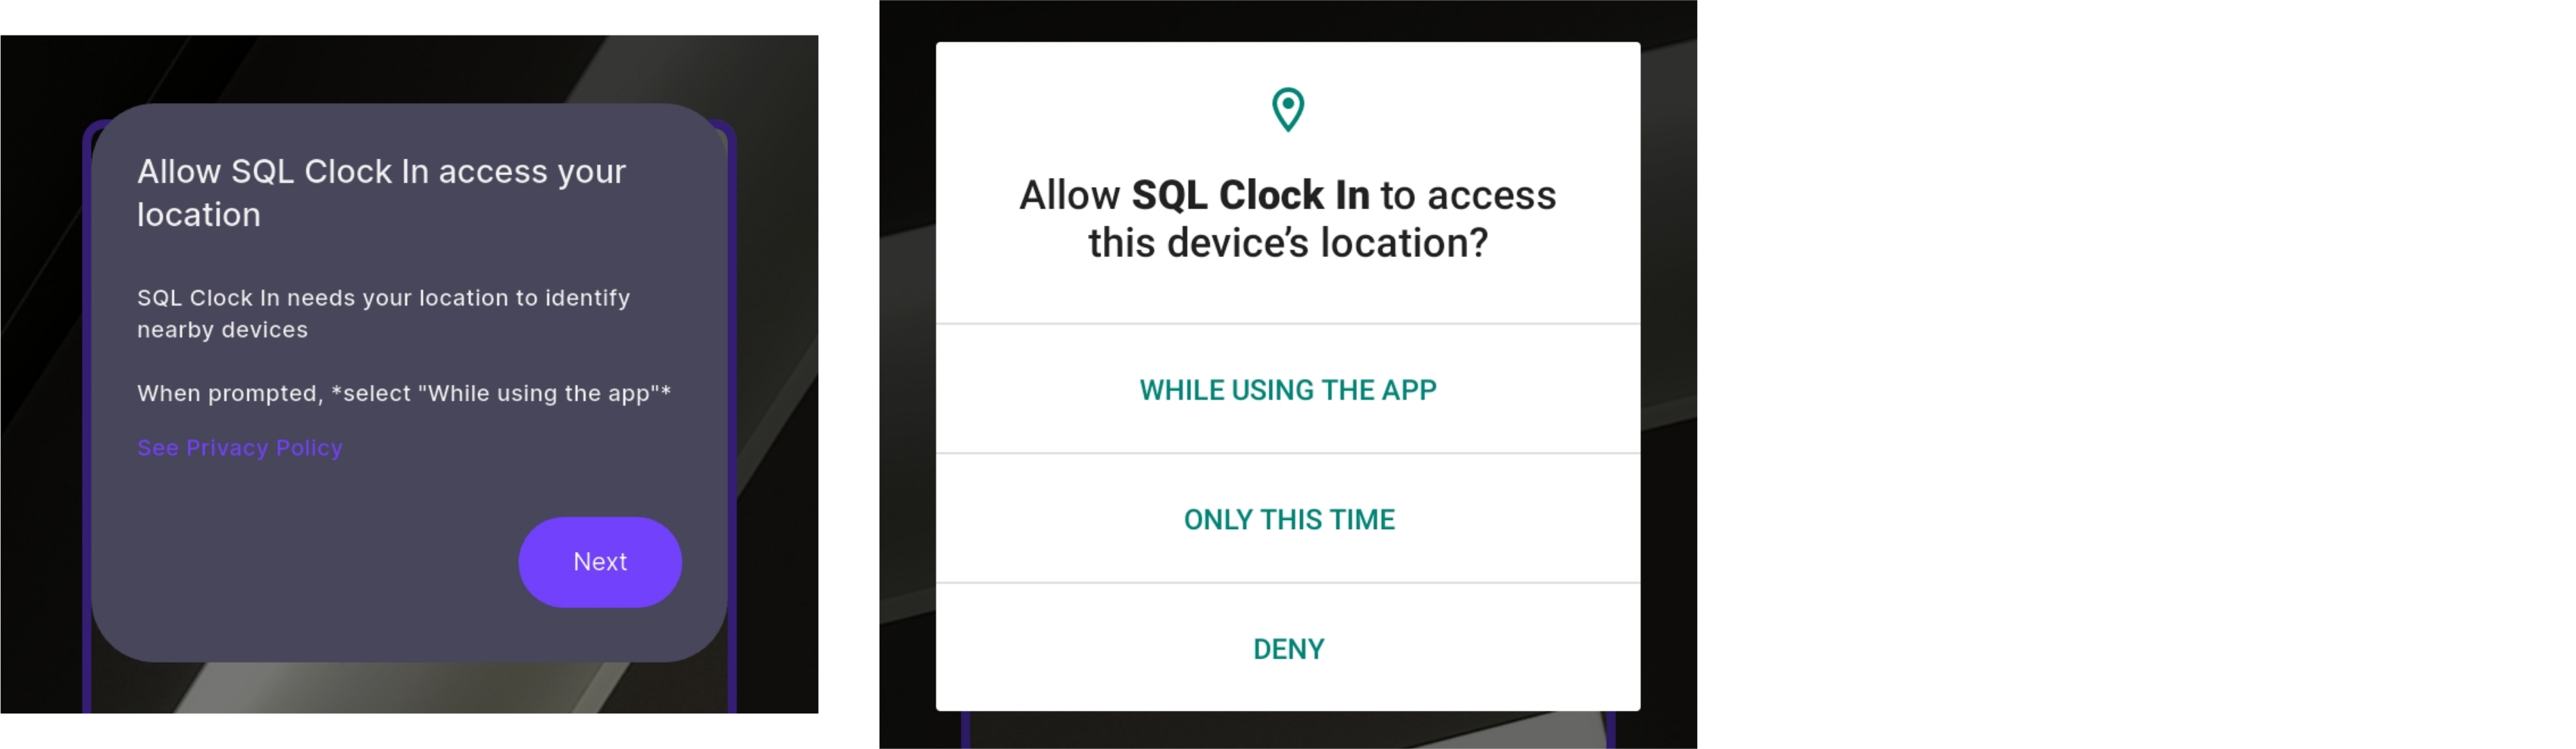 Allow SQL Clock In access your
location
SQL Clock In needs your location to identify
nearby devices
When prompted, *select "While using the app"*
See Privacy Policy
Next
Allow SQL Clock In to access
this device’s location?
WHILE USING THE APP
ONLY THIS TIME
DENY